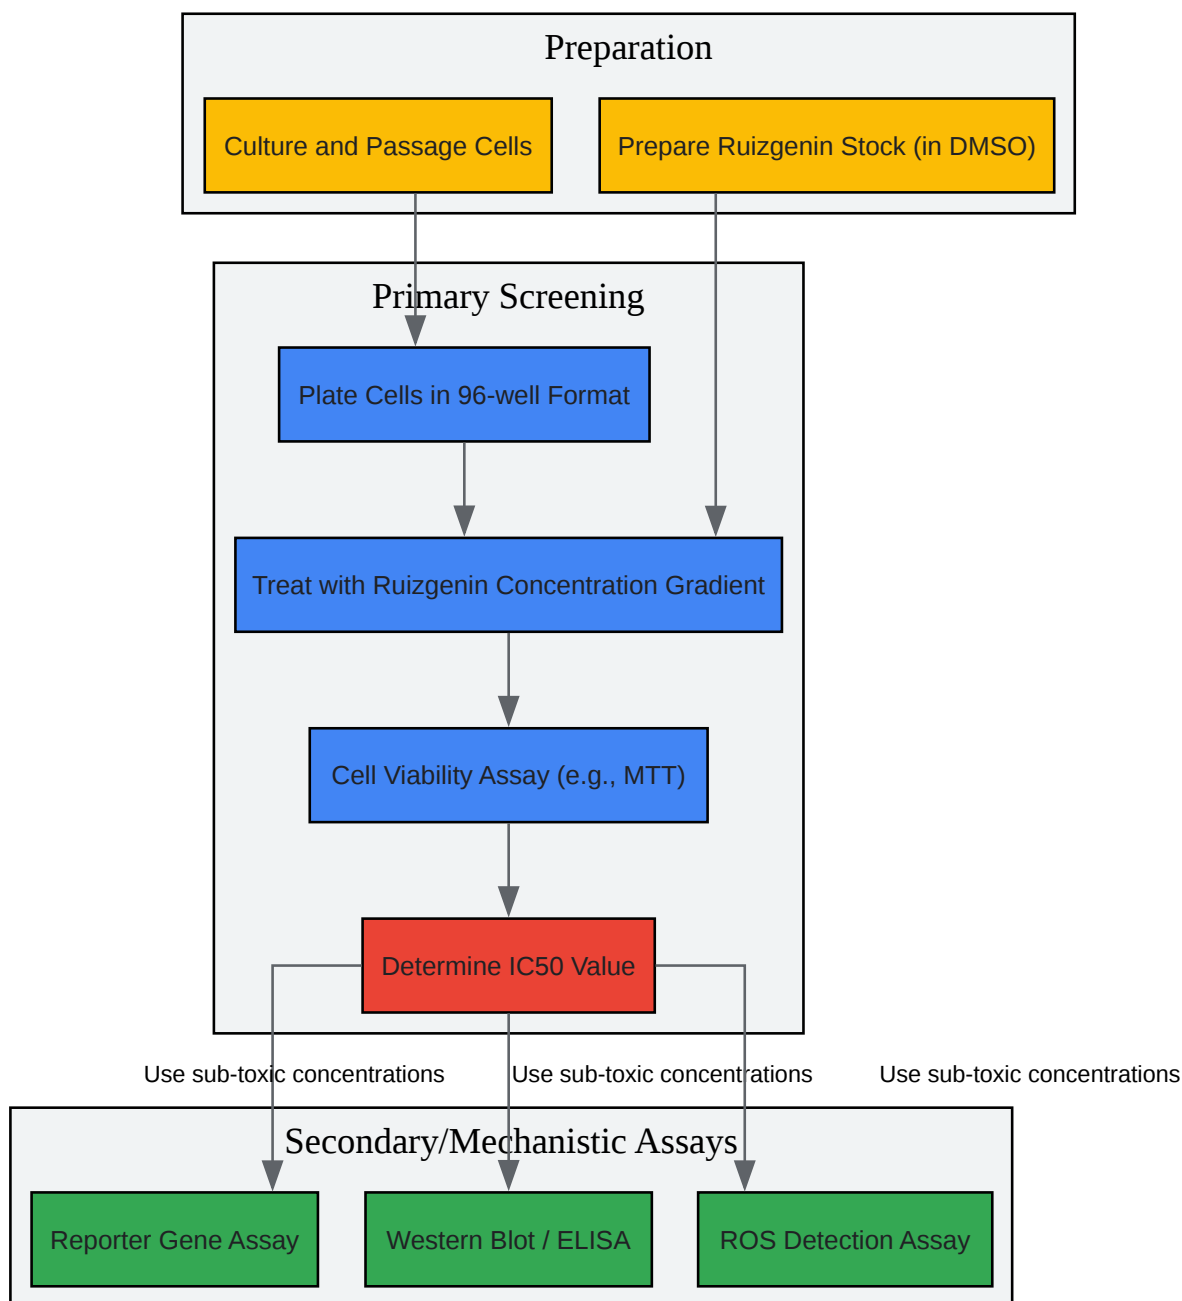 Preparation
Culture and Passage Cells
Prepare Ruizgenin Stock (in DMSO)
Primary Screening
Plate Cells in 96-well Format
Treat with Ruizgenin Concentration Gradient
Cell Viability Assay (e.g., MTT)
Determine IC50 Value
Use sub-toxic concentrations
Use sub-toxic concentrations
Use sub-toxic concentrations
Secondary/Mechanistic Assays
Reporter Gene Assay
Western Blot / ELISA
ROS Detection Assay